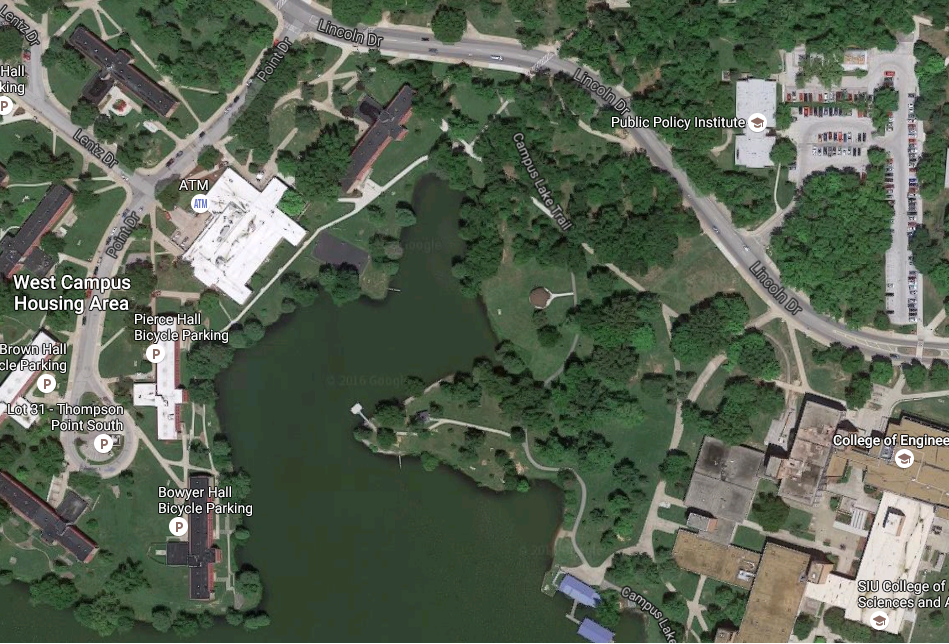 Lentz Dr
Lincoln Dr
Point Dr
Hall
king
P
Lincoln Dr
Public Policy Institute
Lentz Dr
Campus Lake Trail
ATM
ATM
Google
Point Dr
Lincoln Dr
West Campus
Housing Area
Pierce Hall
Bicycle Parking
P
Brown Hall
cle Parking
P
© 2016 Google
Lot 31 - Thompson
Point South
P
College of Enginee
Bowyer Hall
Bicycle Parking
P
SIU College of
Sciences and A
Campus Lake